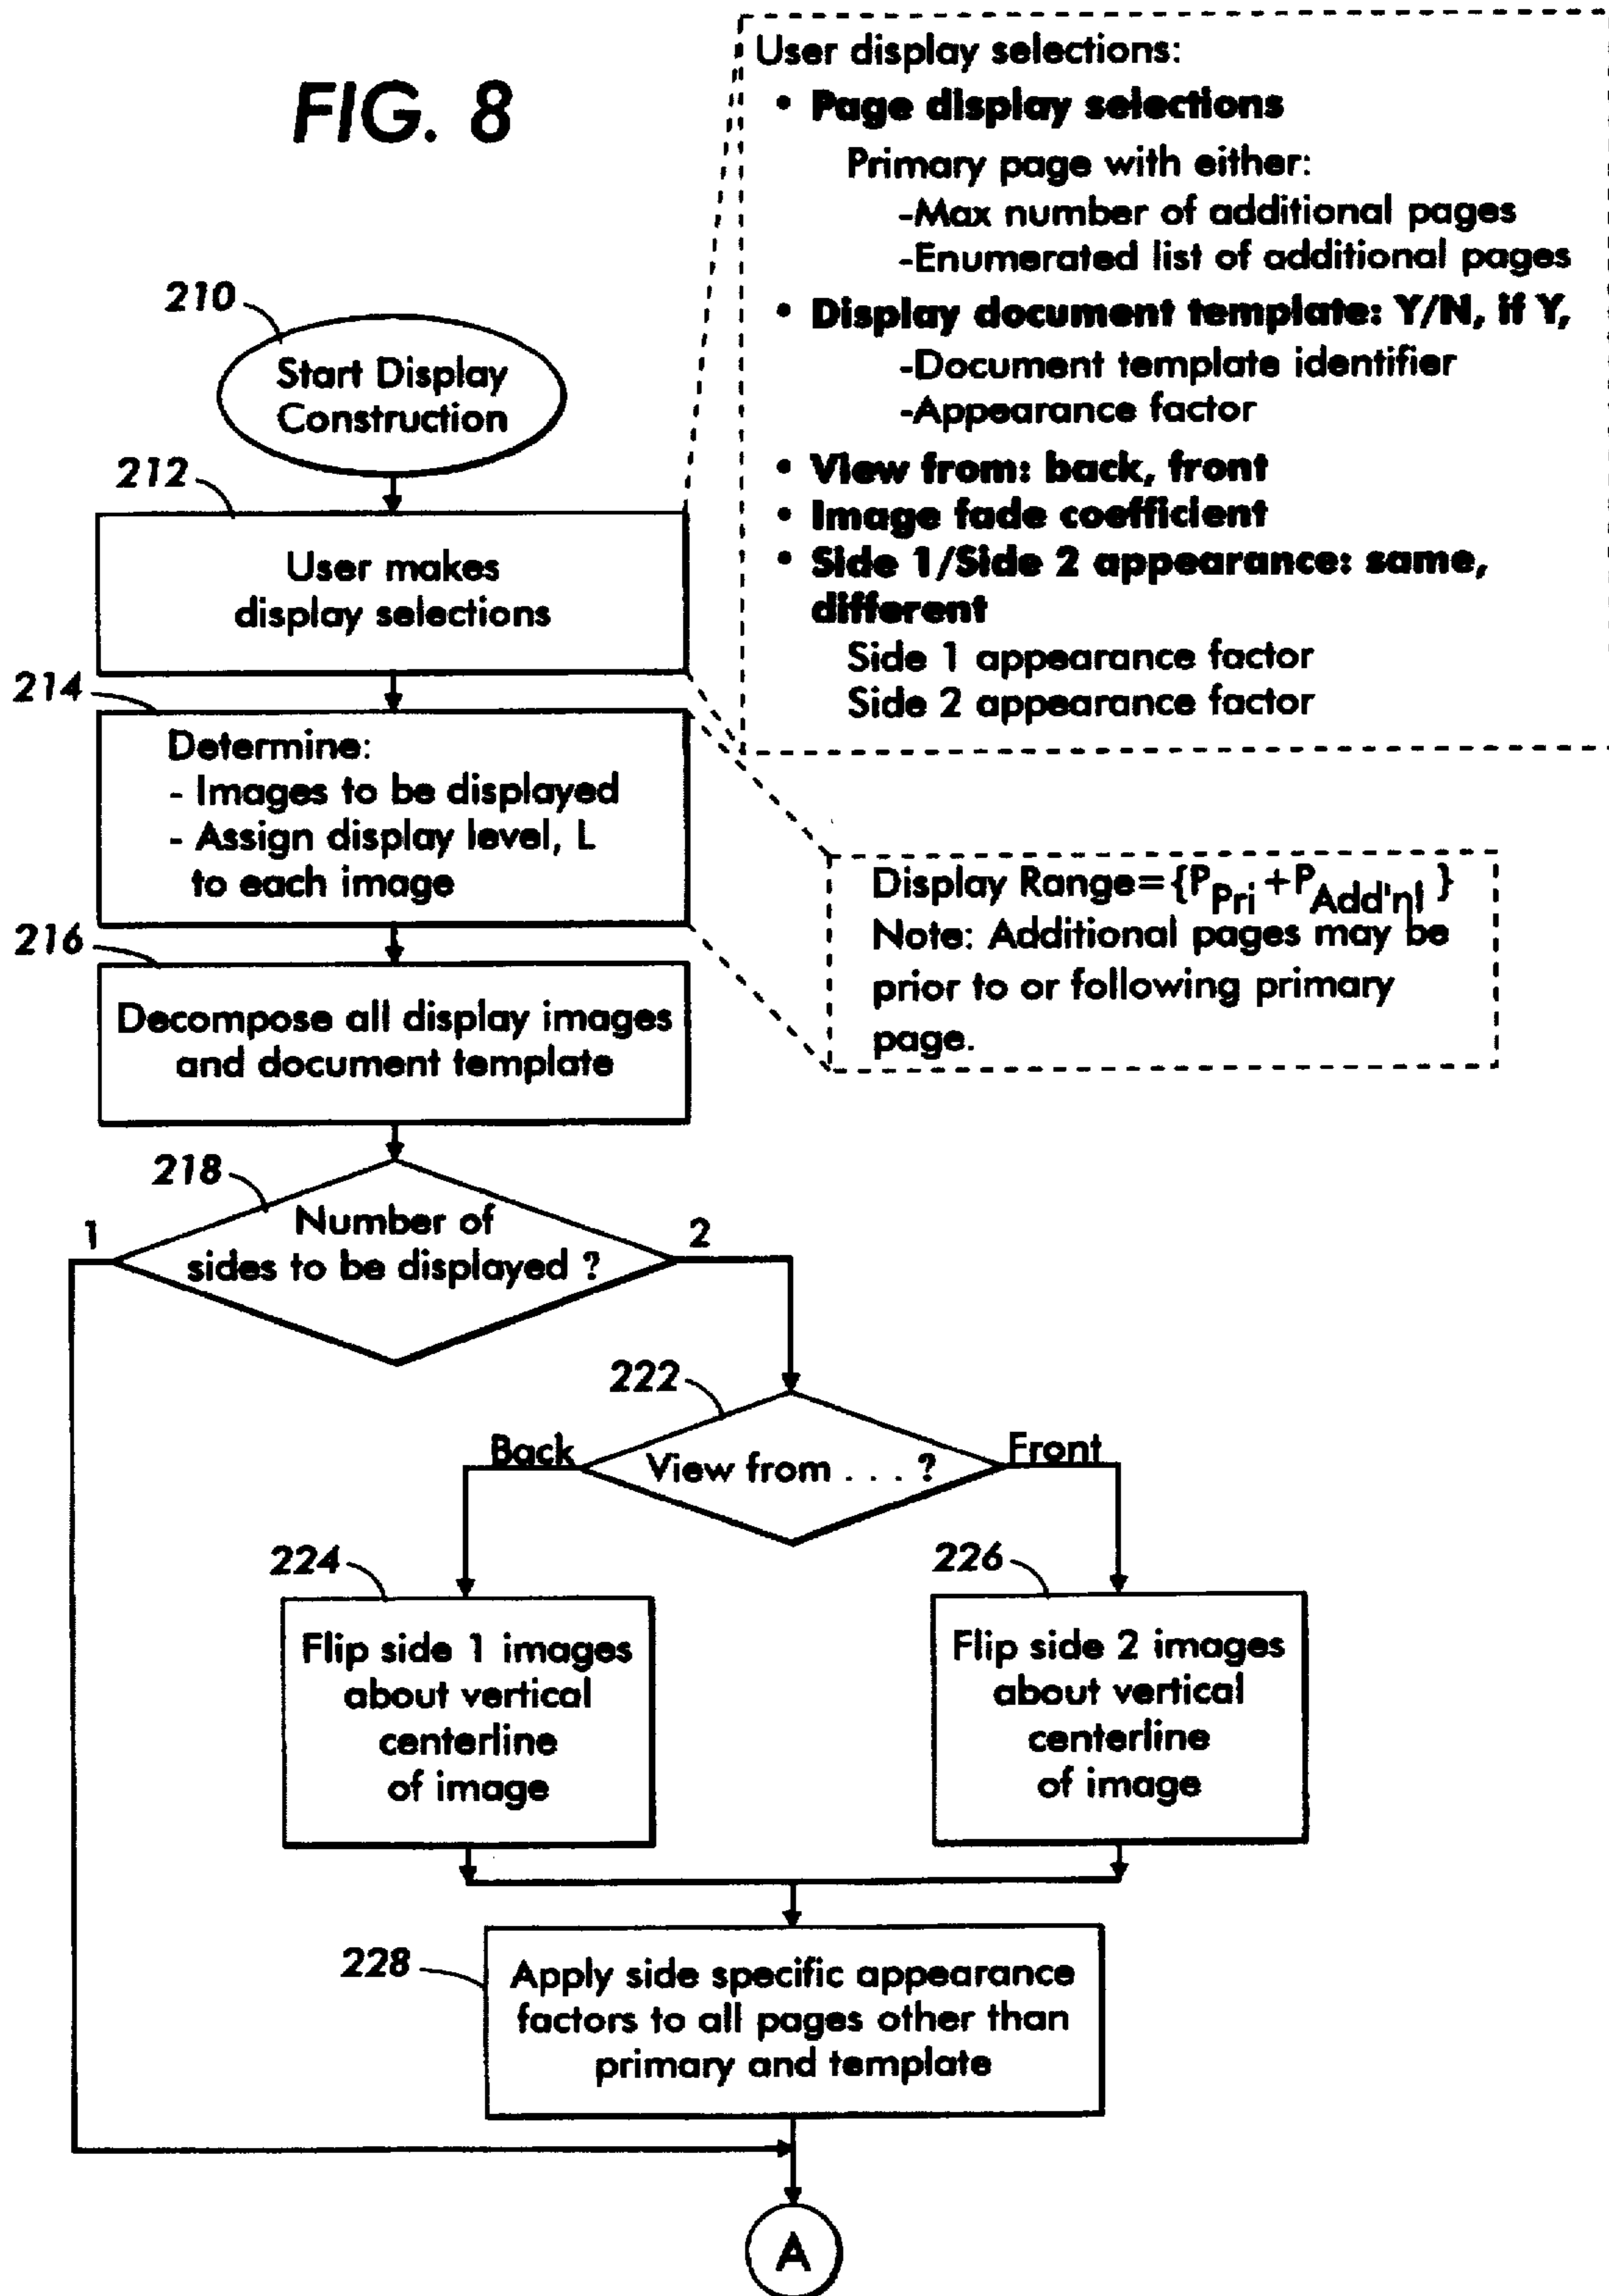 FIG. 8
User display selections:
• Page display selections
Primary page with either:
-Max number of additional pages
-Enumerated list of additional pages
• Display document template: Y/N, if Y,
-Document template identifier
-Appearance factor
• View from: back, front
• Image fade coefficient
• Side 1/Side 2 appearance: same,
different
Side 1 appearance factor
Side 2 appearance factor
210
Start Display
Construction
212
User makes
display selections
214
Determine:
- Images to be displayed
- Assign display level, L
to each image
Display Range={P Pri +P Add'nl }
Note: Additional pages may be
prior to or following primary
page.
216
Decompose all display images
and document template
218
Number of
sides to be displayed ?
1
2
222
View from . . . ?
Back
Front
224
Flip side 1 images
about vertical
centerline
of image
226
Flip side 2 images
about vertical
centerline
of image
228
Apply side specific appearance
factors to all pages other than
primary and template
A